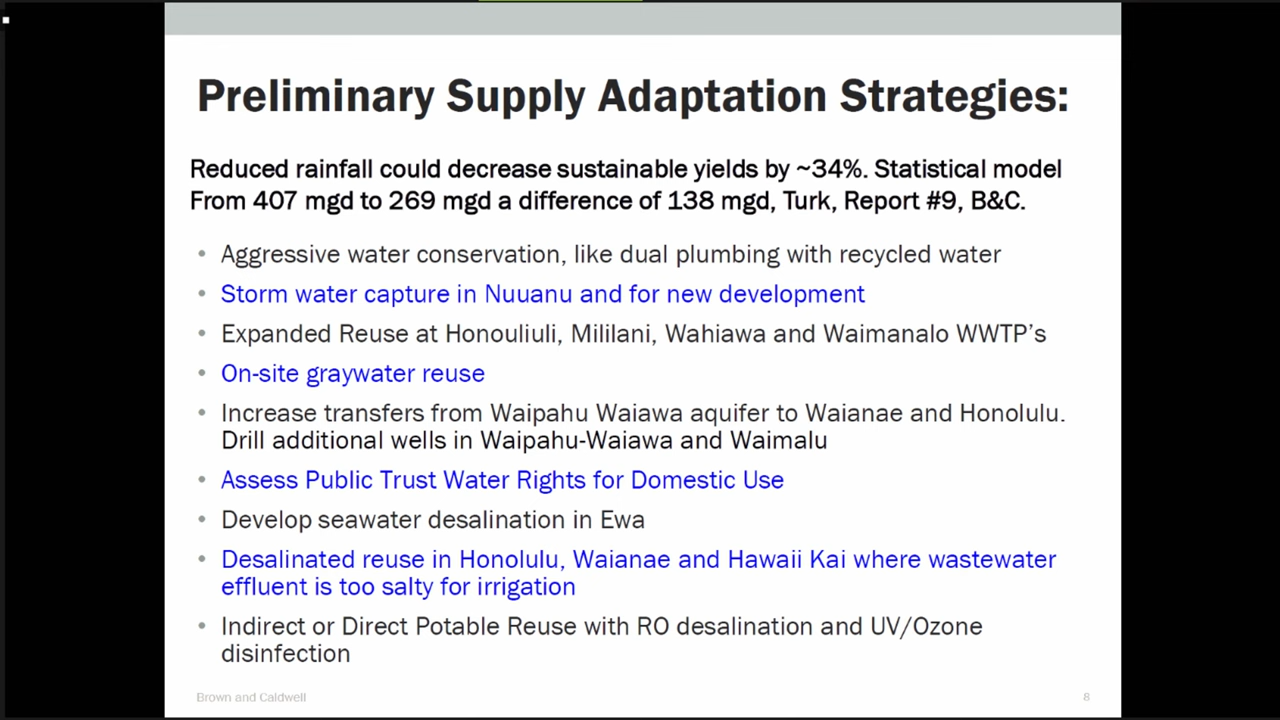 Preliminary Supply Adaptation Strategies:
Reduced rainfall could decrease sustainable yields by ~34%. Statistical model
From 407 mgd to 269 mgd a difference of 138 mgd, Turk, Report #9, B&C.
• Aggressive water conservation, like dual plumbing with recycled water
• Storm water capture in Nuuanu and for new development
• Expanded Reuse at Honouliuli, Mililani, Wahiawa and Waimanalo WWTP’s
• On-site graywater reuse
• Increase transfers from Waipahu Waiawa aquifer to Waianae and Honolulu.
Drill additional wells in Waipahu-Waiawa and Waimalu
• Assess Public Trust Water Rights for Domestic Use
• Develop seawater desalination in Ewa
• Desalinated reuse in Honolulu, Waianae and Hawaii Kai where wastewater
effluent is too salty for irrigation
• Indirect or Direct Potable Reuse with RO desalination and UV/Ozone
disinfection
Brown and Caldwell
8